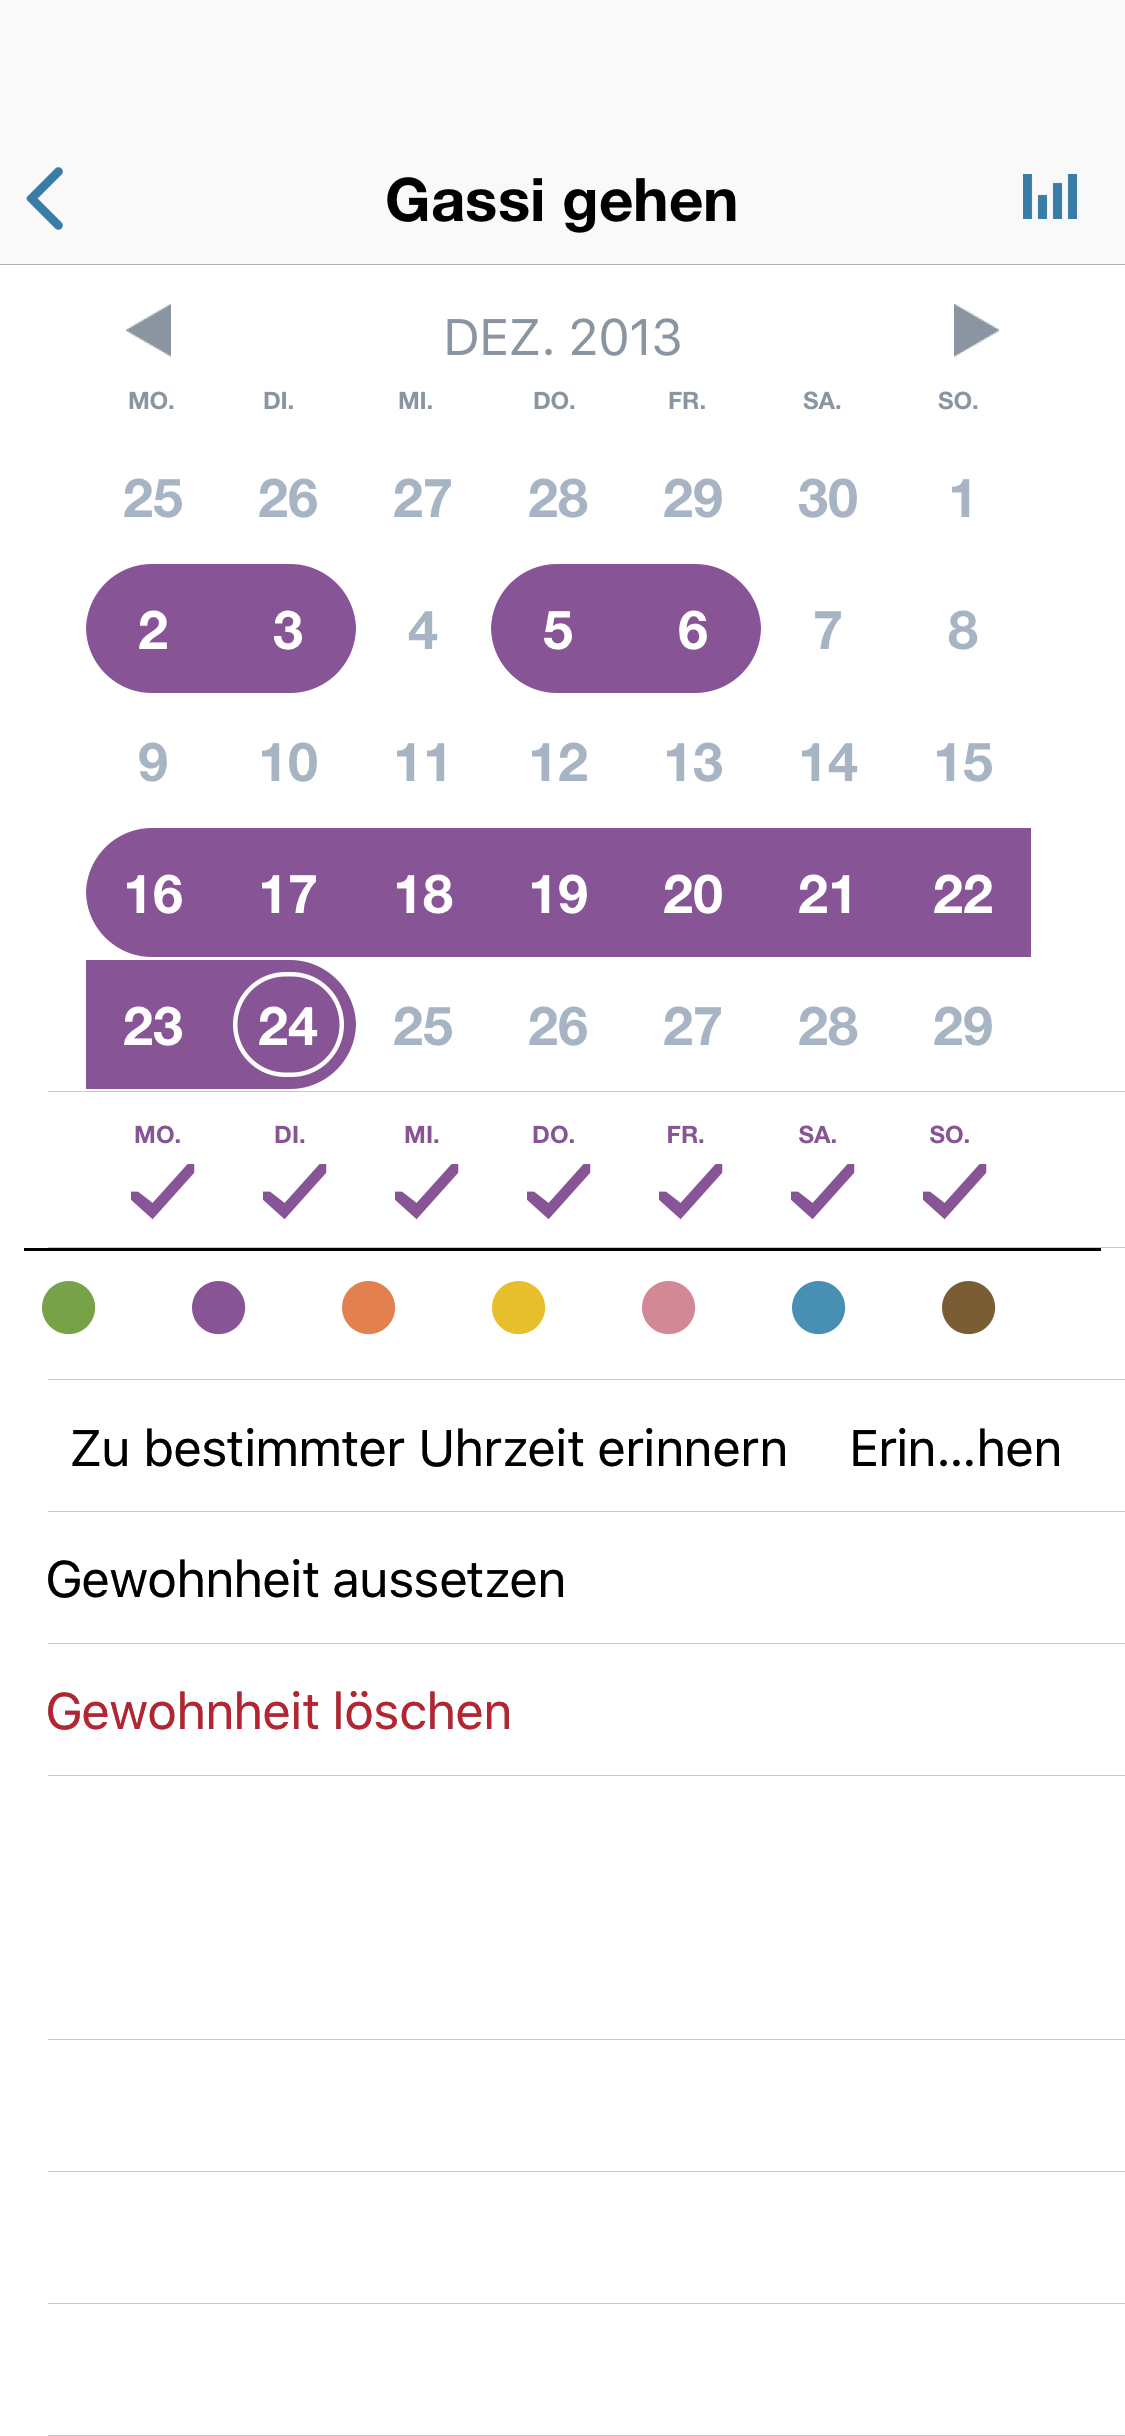 Gassi gehen
DEZ. 2013
MO. DI. MI. DO. FR. SA. SO.
25 26 27 28 29 30 1
2 3 4 5 6 7 8
9 10 11 12 13 14 15
16 17 18 19 20 21 22
23 24 25 26 27 28 29
MO. DI. MI. DO. FR. SA. SO.
Zu bestimmter Uhrzeit erinnern Erin...hen
Gewohnheit aussetzen
Gewohnheit löschen